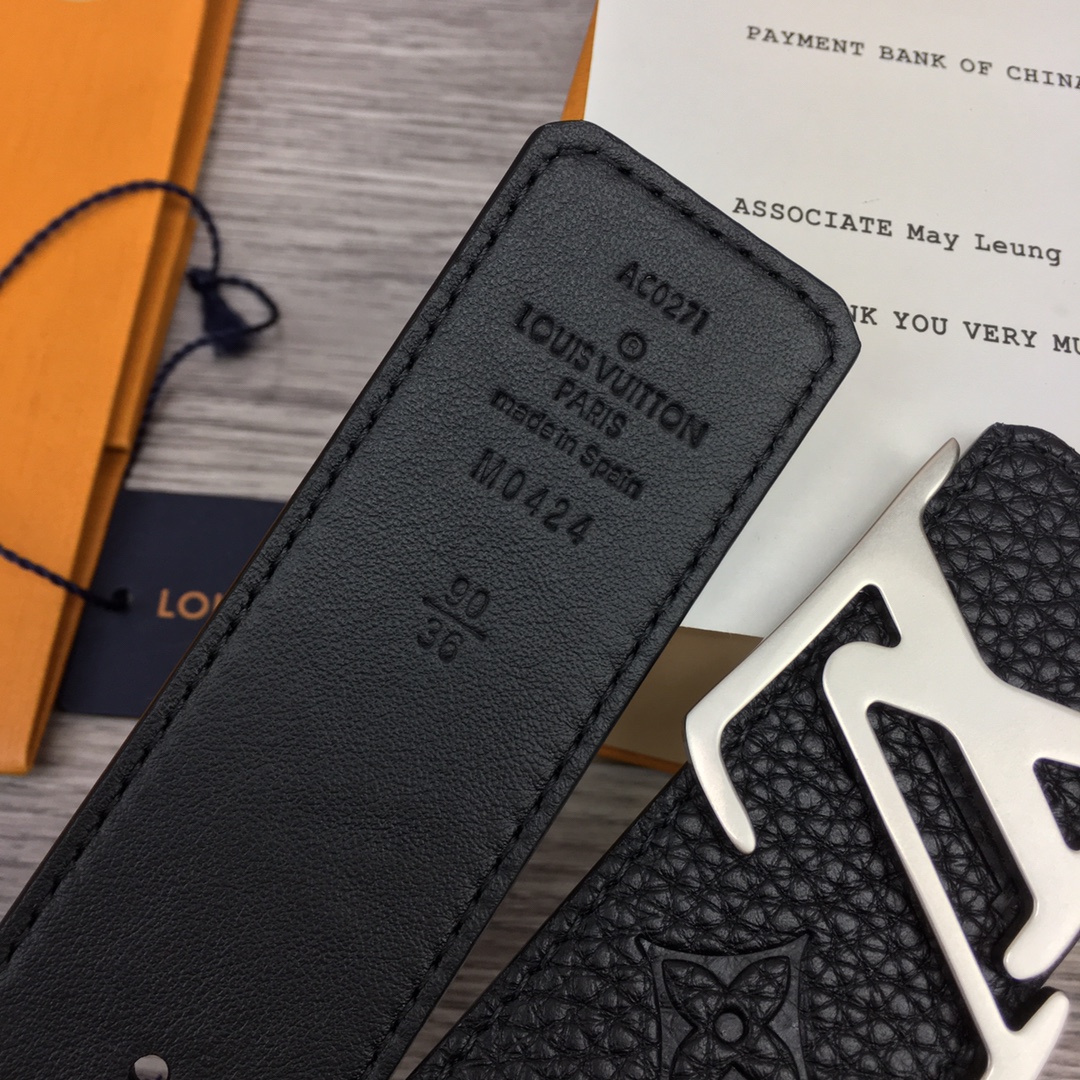 PAYMENT BANK OF CHINA
ASSOCIATE May Leung
NK YOU VERY MU
AC0271
©
LOUIS VUITTON
PARIS
made in Spain
M0424
90
36
LOU